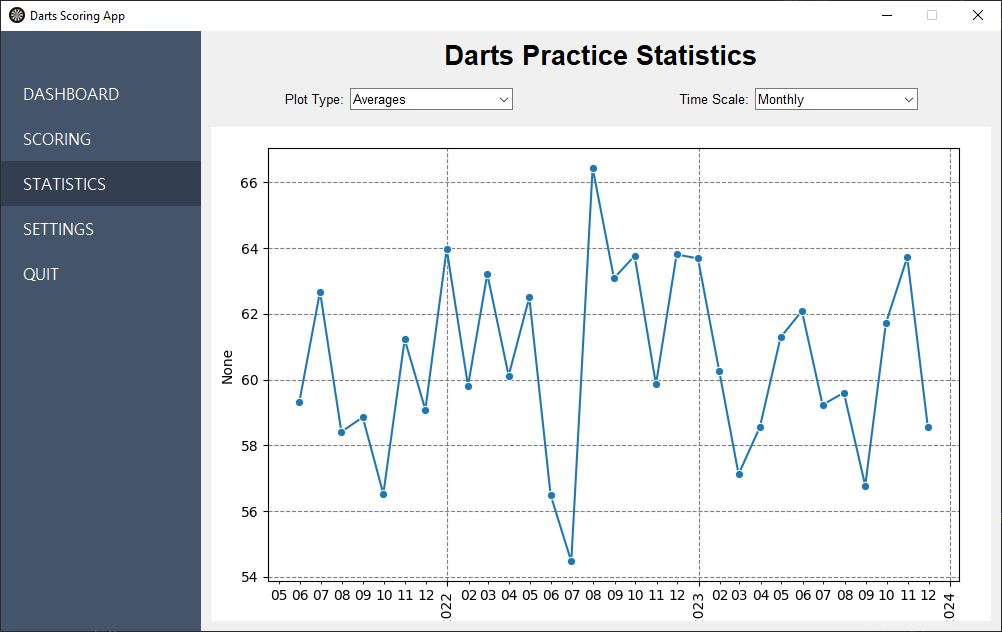 Darts Scoring App
DASHBOARD
SCORING
STATISTICS
SETTINGS
QUIT
Darts Practice Statistics
Plot Type: Averages
Time Scale: Monthly
None
66
64
62
60
58
56
54
05 06 07 08 09 10 11 12 022 02 03 04 05 06 07 08 09 10 11 12 023 02 03 04 05 06 07 08 09 10 11 12 024